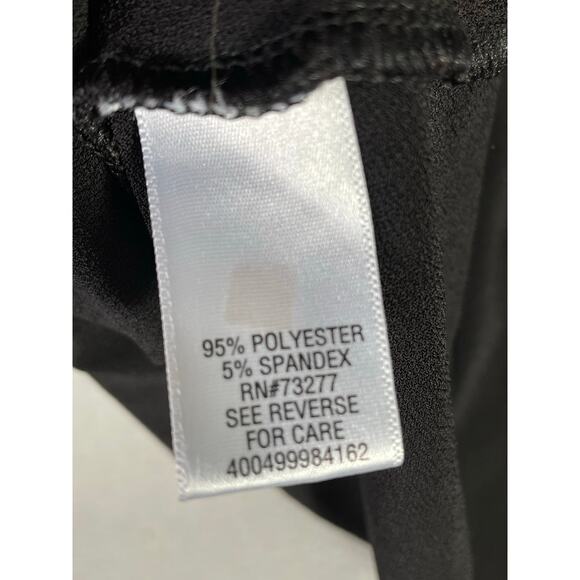 95% POLYESTER
5% SPANDEX
RN#73277
SEE REVERSE
FOR CARE
400499984162